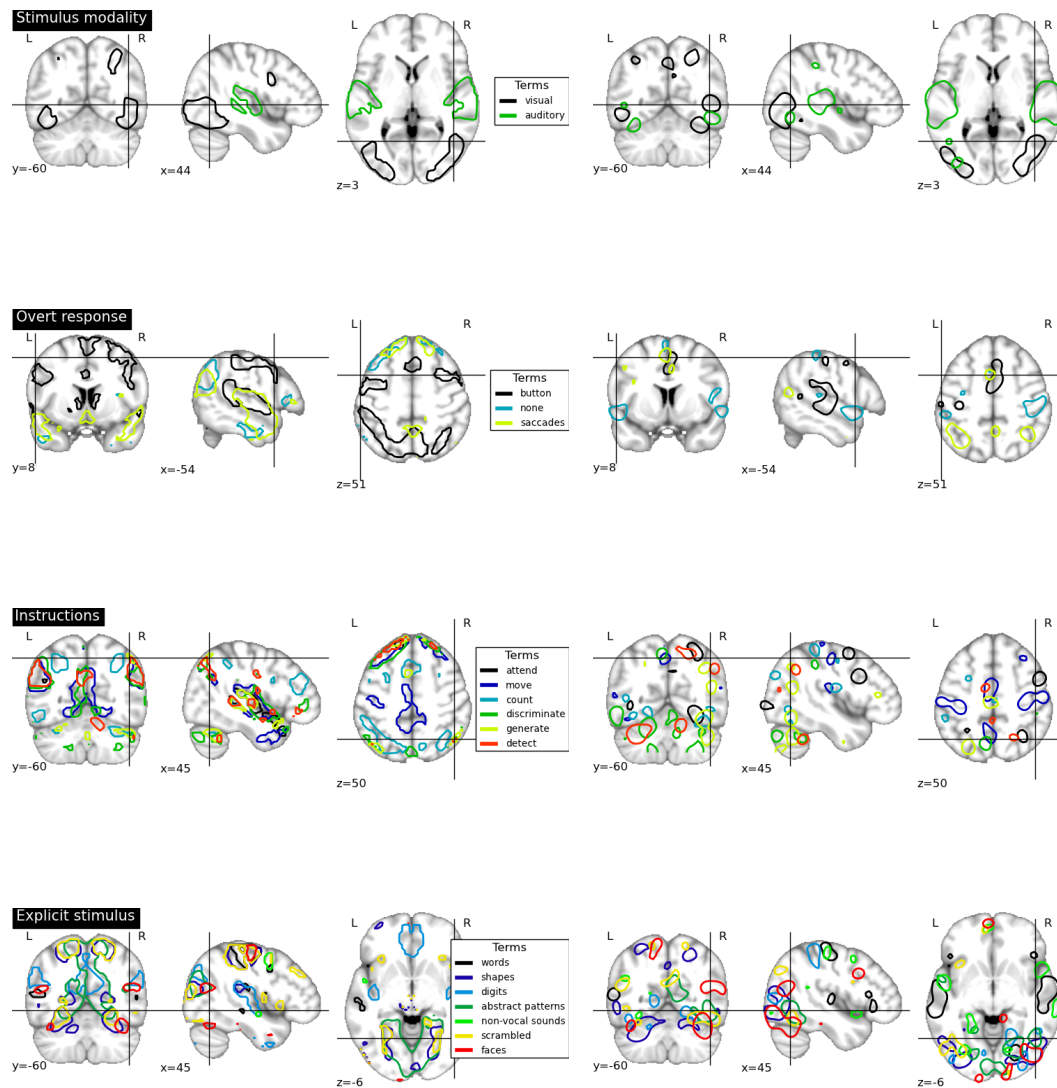 Stimulus modality
L R
L R
R
L R
R
Terms
visual
auditory
y=-60
x=44
z=3
y=-60
x=44
z=3
Overt response
L R
L R
L R
L R
Terms
button
none
saccades
y=8
x=-54
z=51
y=8
x=-54
z=51
Instructions
L R
L R
L R
L R
Terms
attend
move
count
discriminate
generate
detect
y=-60
x=45
z=50
y=-60
x=45
z=50
Explicit stimulus
L R
L R
L R
L R
Terms
words
shapes
digits
abstract patterns
non-vocal sounds
scrambled
faces
y=-60
x=45
z=-6
y=-60
x=45
z=-6